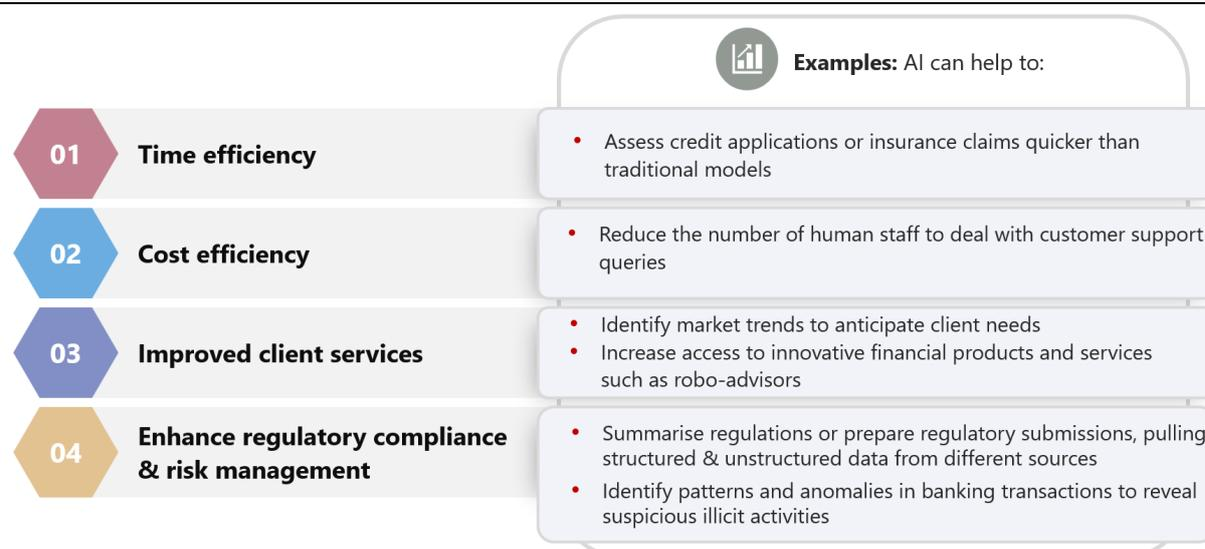 Examples: AI can help to:
01
Time efficiency
• Assess credit applications or insurance claims quicker than
traditional models
02
Cost efficiency
• Reduce the number of human staff to deal with customer support
queries
03
Improved client services
• Identify market trends to anticipate client needs
• Increase access to innovative financial products and services
such as robo-advisors
04
Enhance regulatory compliance
& risk management
• Summarise regulations or prepare regulatory submissions, pulling
structured & unstructured data from different sources
• Identify patterns and anomalies in banking transactions to reveal
suspicious illicit activities